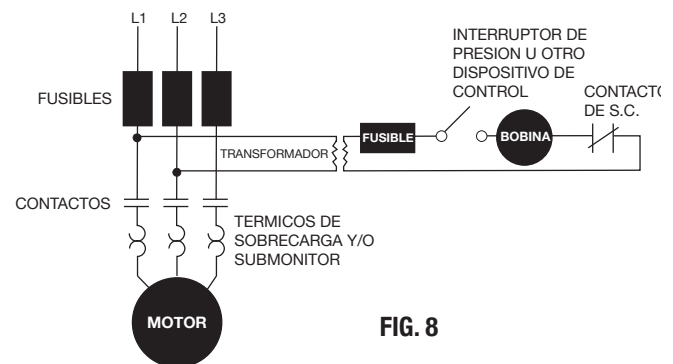 L1 L2 L3
INTERRUPTOR DE
PRESION U OTRO
DISPOSITIVO DE
CONTROL
CONTACTO
DE S.C.
FUSIBLES
FUSIBLE
BOBINA
TRANSFORMADOR
CONTACTOS
TERMICOS DE
SOBRECARGA Y/O
SUBMONITOR
MOTOR
FIG. 8